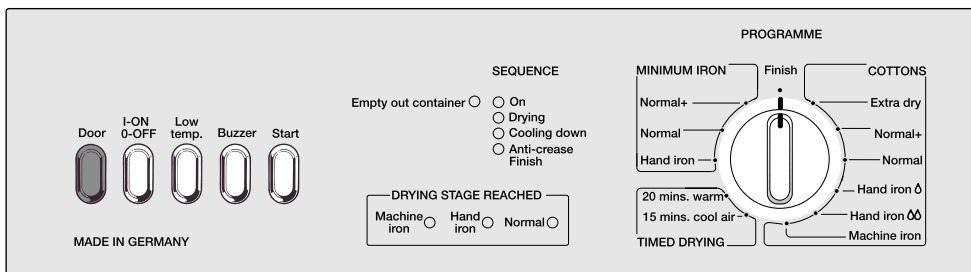 PROGRAMME
SEQUENCE
MINIMUM IRON
Finish
COTTONS
Empty out container
On
Drying
Cooling down
Anti-crease
Finish
Normal+
Normal
Hand iron
Extra dry
Normal+
Normal
Hand iron
Hand iron
Machine iron
20 mins. warm
15 mins. cool air
TIMED DRYING
Door
I-ON
0-OFF
Low
temp.
Buzzer
Start
DRYING STAGE REACHED
Machine
iron
Hand
iron
Normal
MADE IN GERMANY